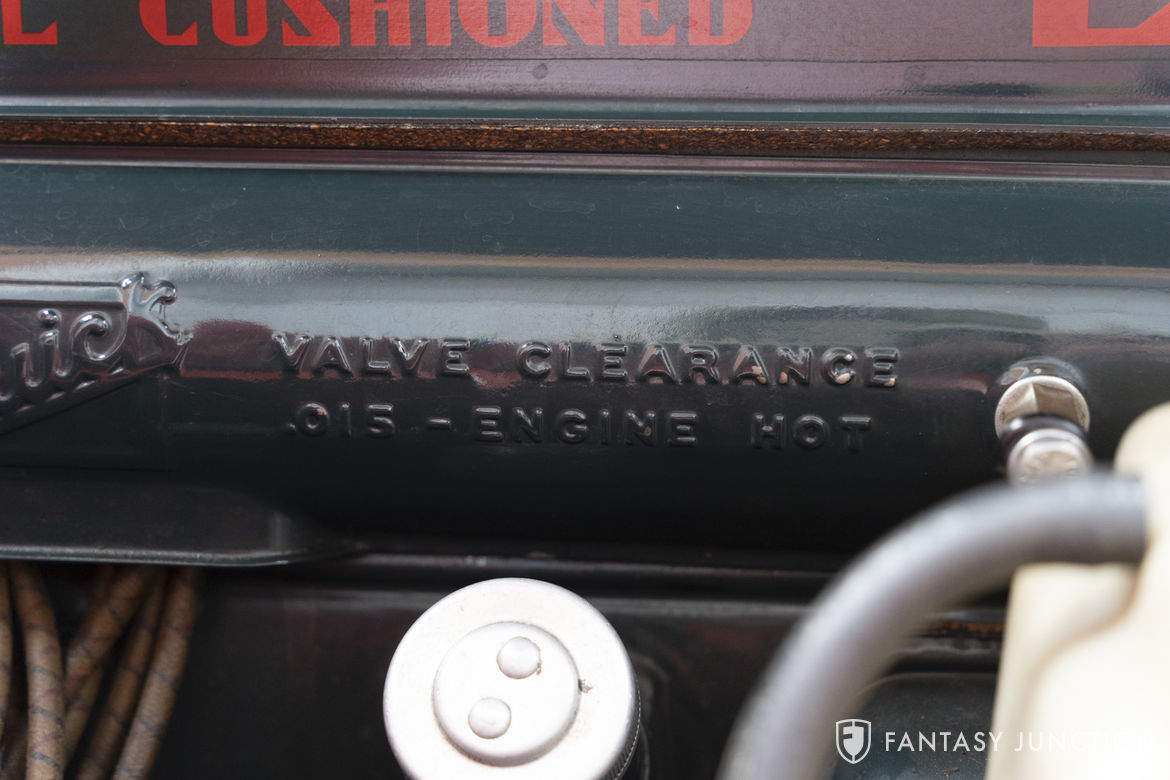 CUSHIONED
VALVE CLEARANCE
.015 - ENGINE HOT
FANTASY JUNCTION